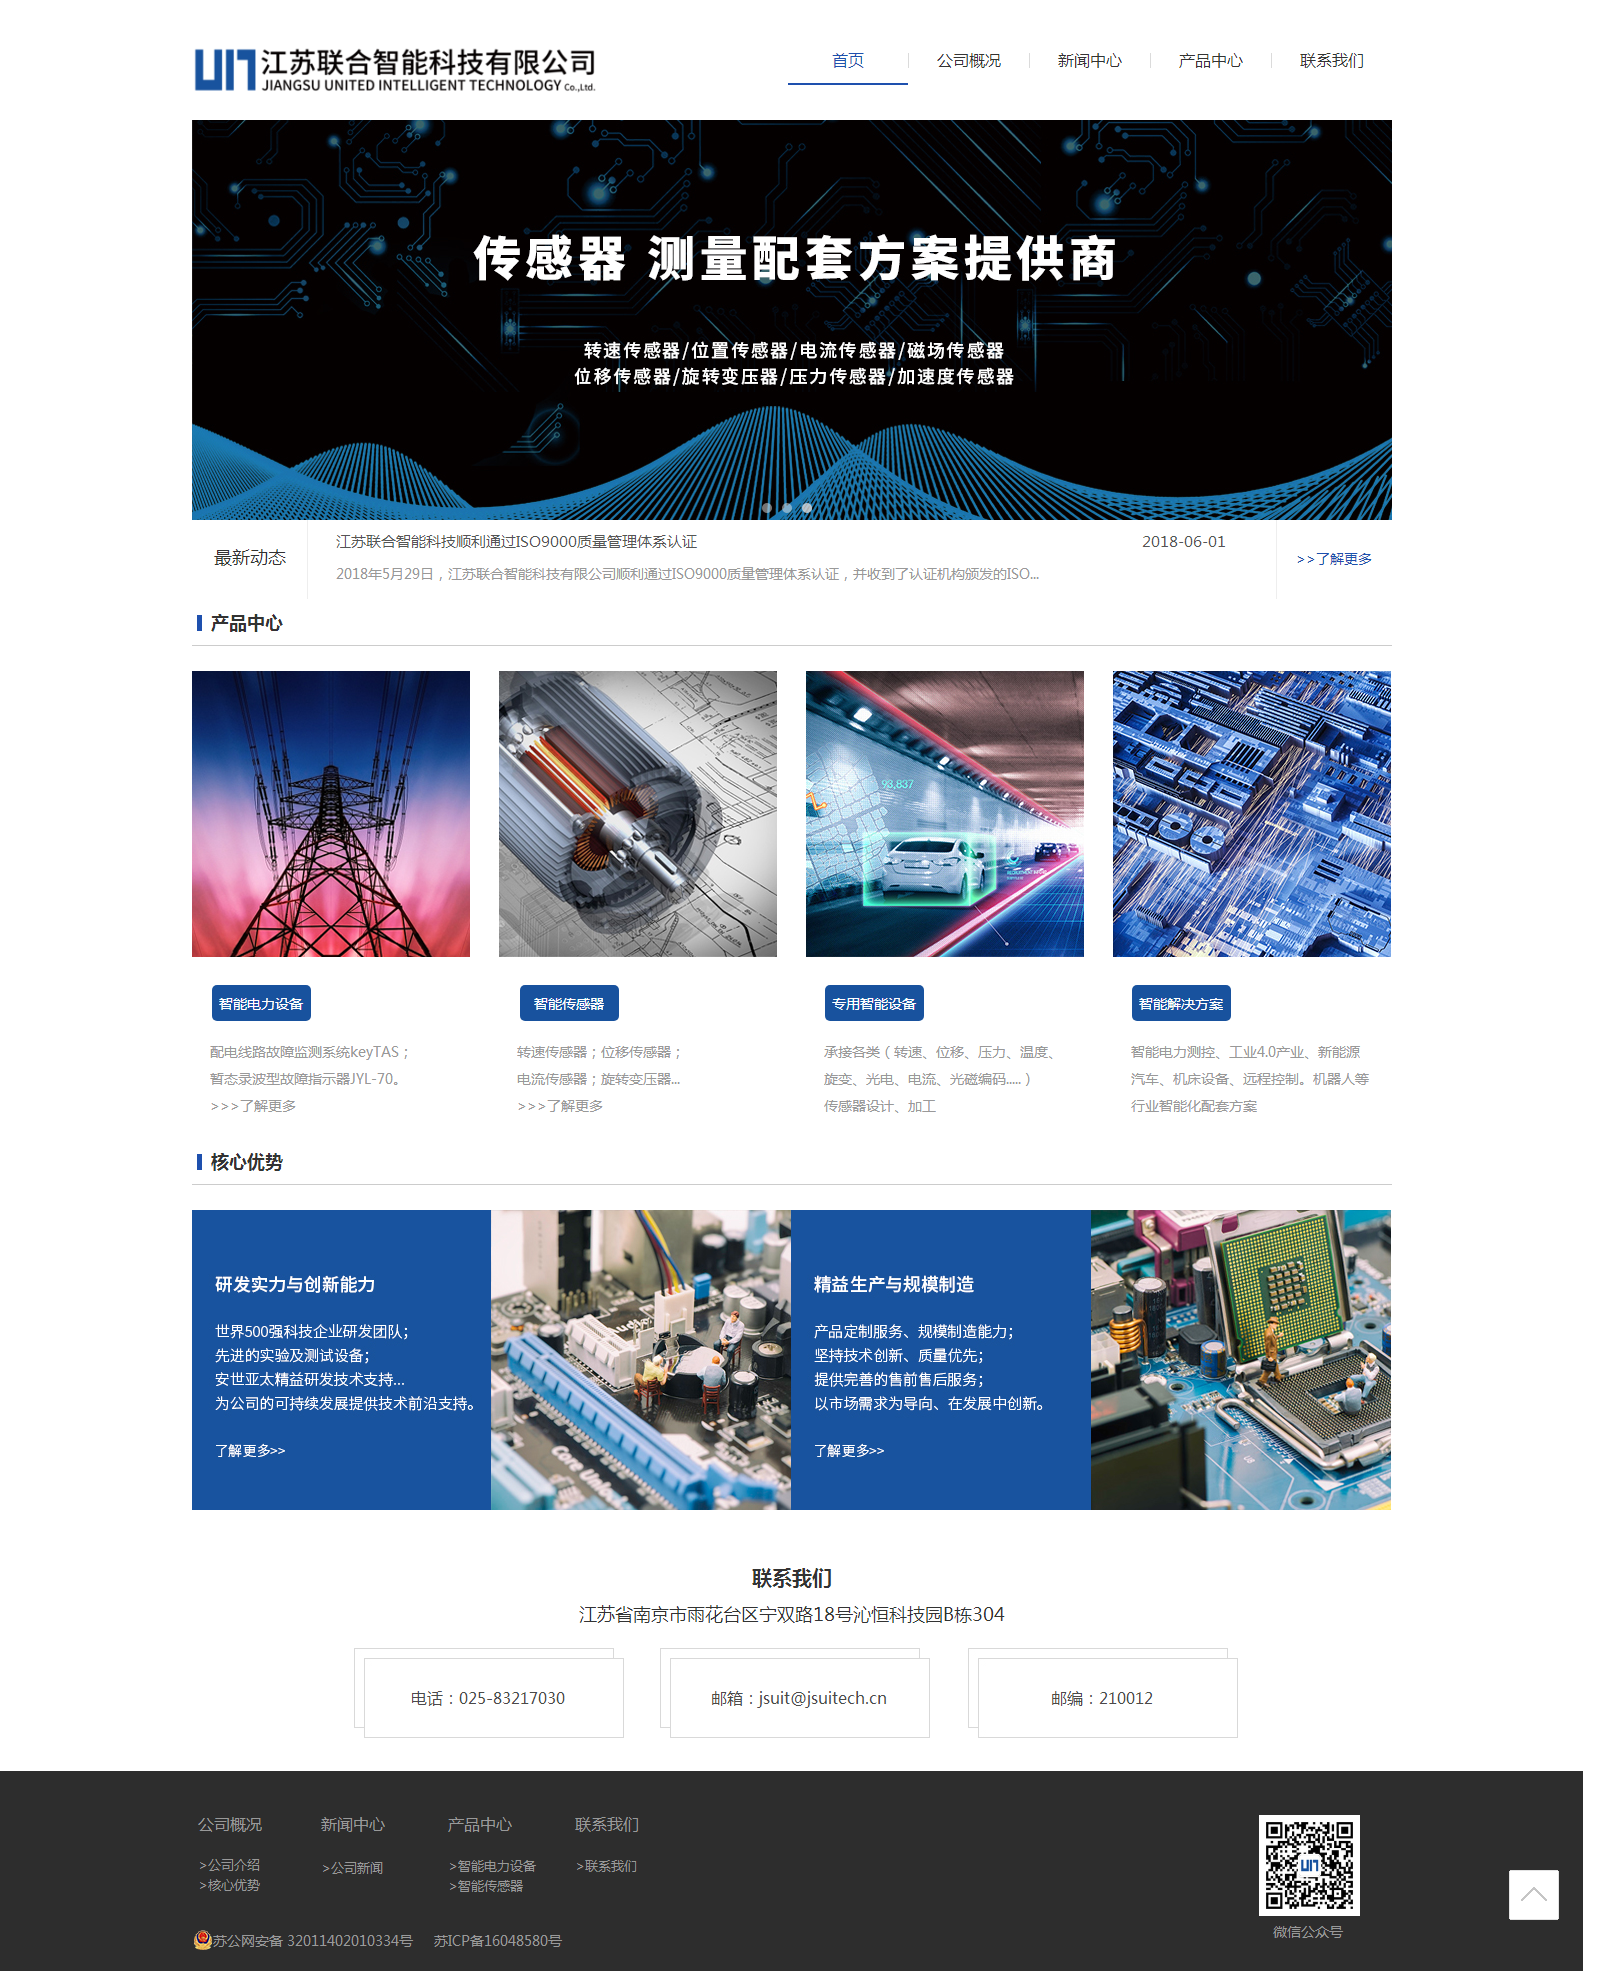 UIT 江苏联合智能科技有限公司
JIANGSU UNITED INTELLIGENT TECHNOLOGY Co.,Ltd.
首页 公司概况 新闻中心 产品中心 联系我们
传感器 测量配套方案提供商
转速传感器/位置传感器/电流传感器/磁场传感器
位移传感器/旋转变压器/压力传感器/加速度传感器
最新动态
江苏联合智能科技顺利通过ISO9000质量管理体系认证 2018-06-01
2018年5月29日，江苏联合智能科技有限公司顺利通过ISO9000质量管理体系认证，并收到了认证机构颁发的ISO...
>>了解更多
产品中心
93,837
智能电力设备
配电线路故障监测系统keyTAS；
暂态录波型故障指示器JYL-70。
>>>了解更多
智能传感器
转速传感器；位移传感器；
电流传感器；旋转变压器...
>>>了解更多
专用智能设备
承接各类（转速、位移、压力、温度、
旋变、光电、电流、光磁编码.....）
传感器设计、加工
智能解决方案
智能电力测控、工业4.0产业、新能源
汽车、机床设备、远程控制。机器人等
行业智能化配套方案
核心优势
研发实力与创新能力
世界500强科技企业研发团队；
先进的实验及测试设备；
安世亚太精益研发技术支持...
为公司的可持续发展提供技术前沿支持。
了解更多>>
精益生产与规模制造
产品定制服务、规模制造能力；
坚持技术创新、质量优先；
提供完善的售前售后服务；
以市场需求为导向、在发展中创新。
了解更多>>
联系我们
江苏省南京市雨花台区宁双路18号沁恒科技园B栋304
电话：025-83217030
邮箱：jsuit@jsuitech.cn
邮编：210012
公司概况
>公司介绍
>核心优势
新闻中心
>公司新闻
产品中心
>智能电力设备
>智能传感器
联系我们
>联系我们
微信公众号
苏公网安备 32011402010334号 苏ICP备16048580号